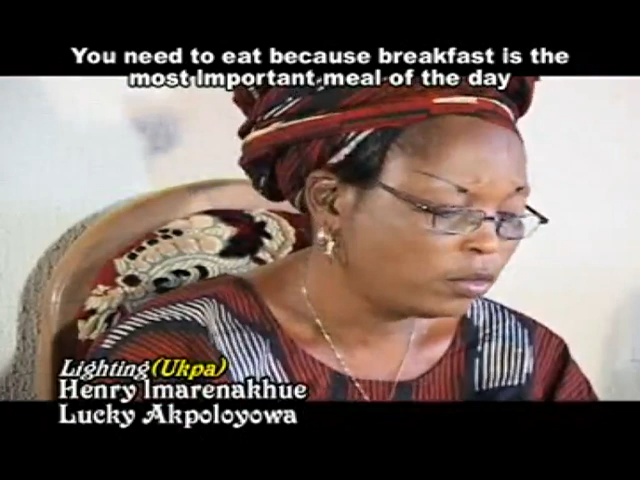 You need to eat because breakfast is the
most Important meal of the day
Lighting (Ukpa)
Henry Imarenakhue
Lucky Akpoloyowa